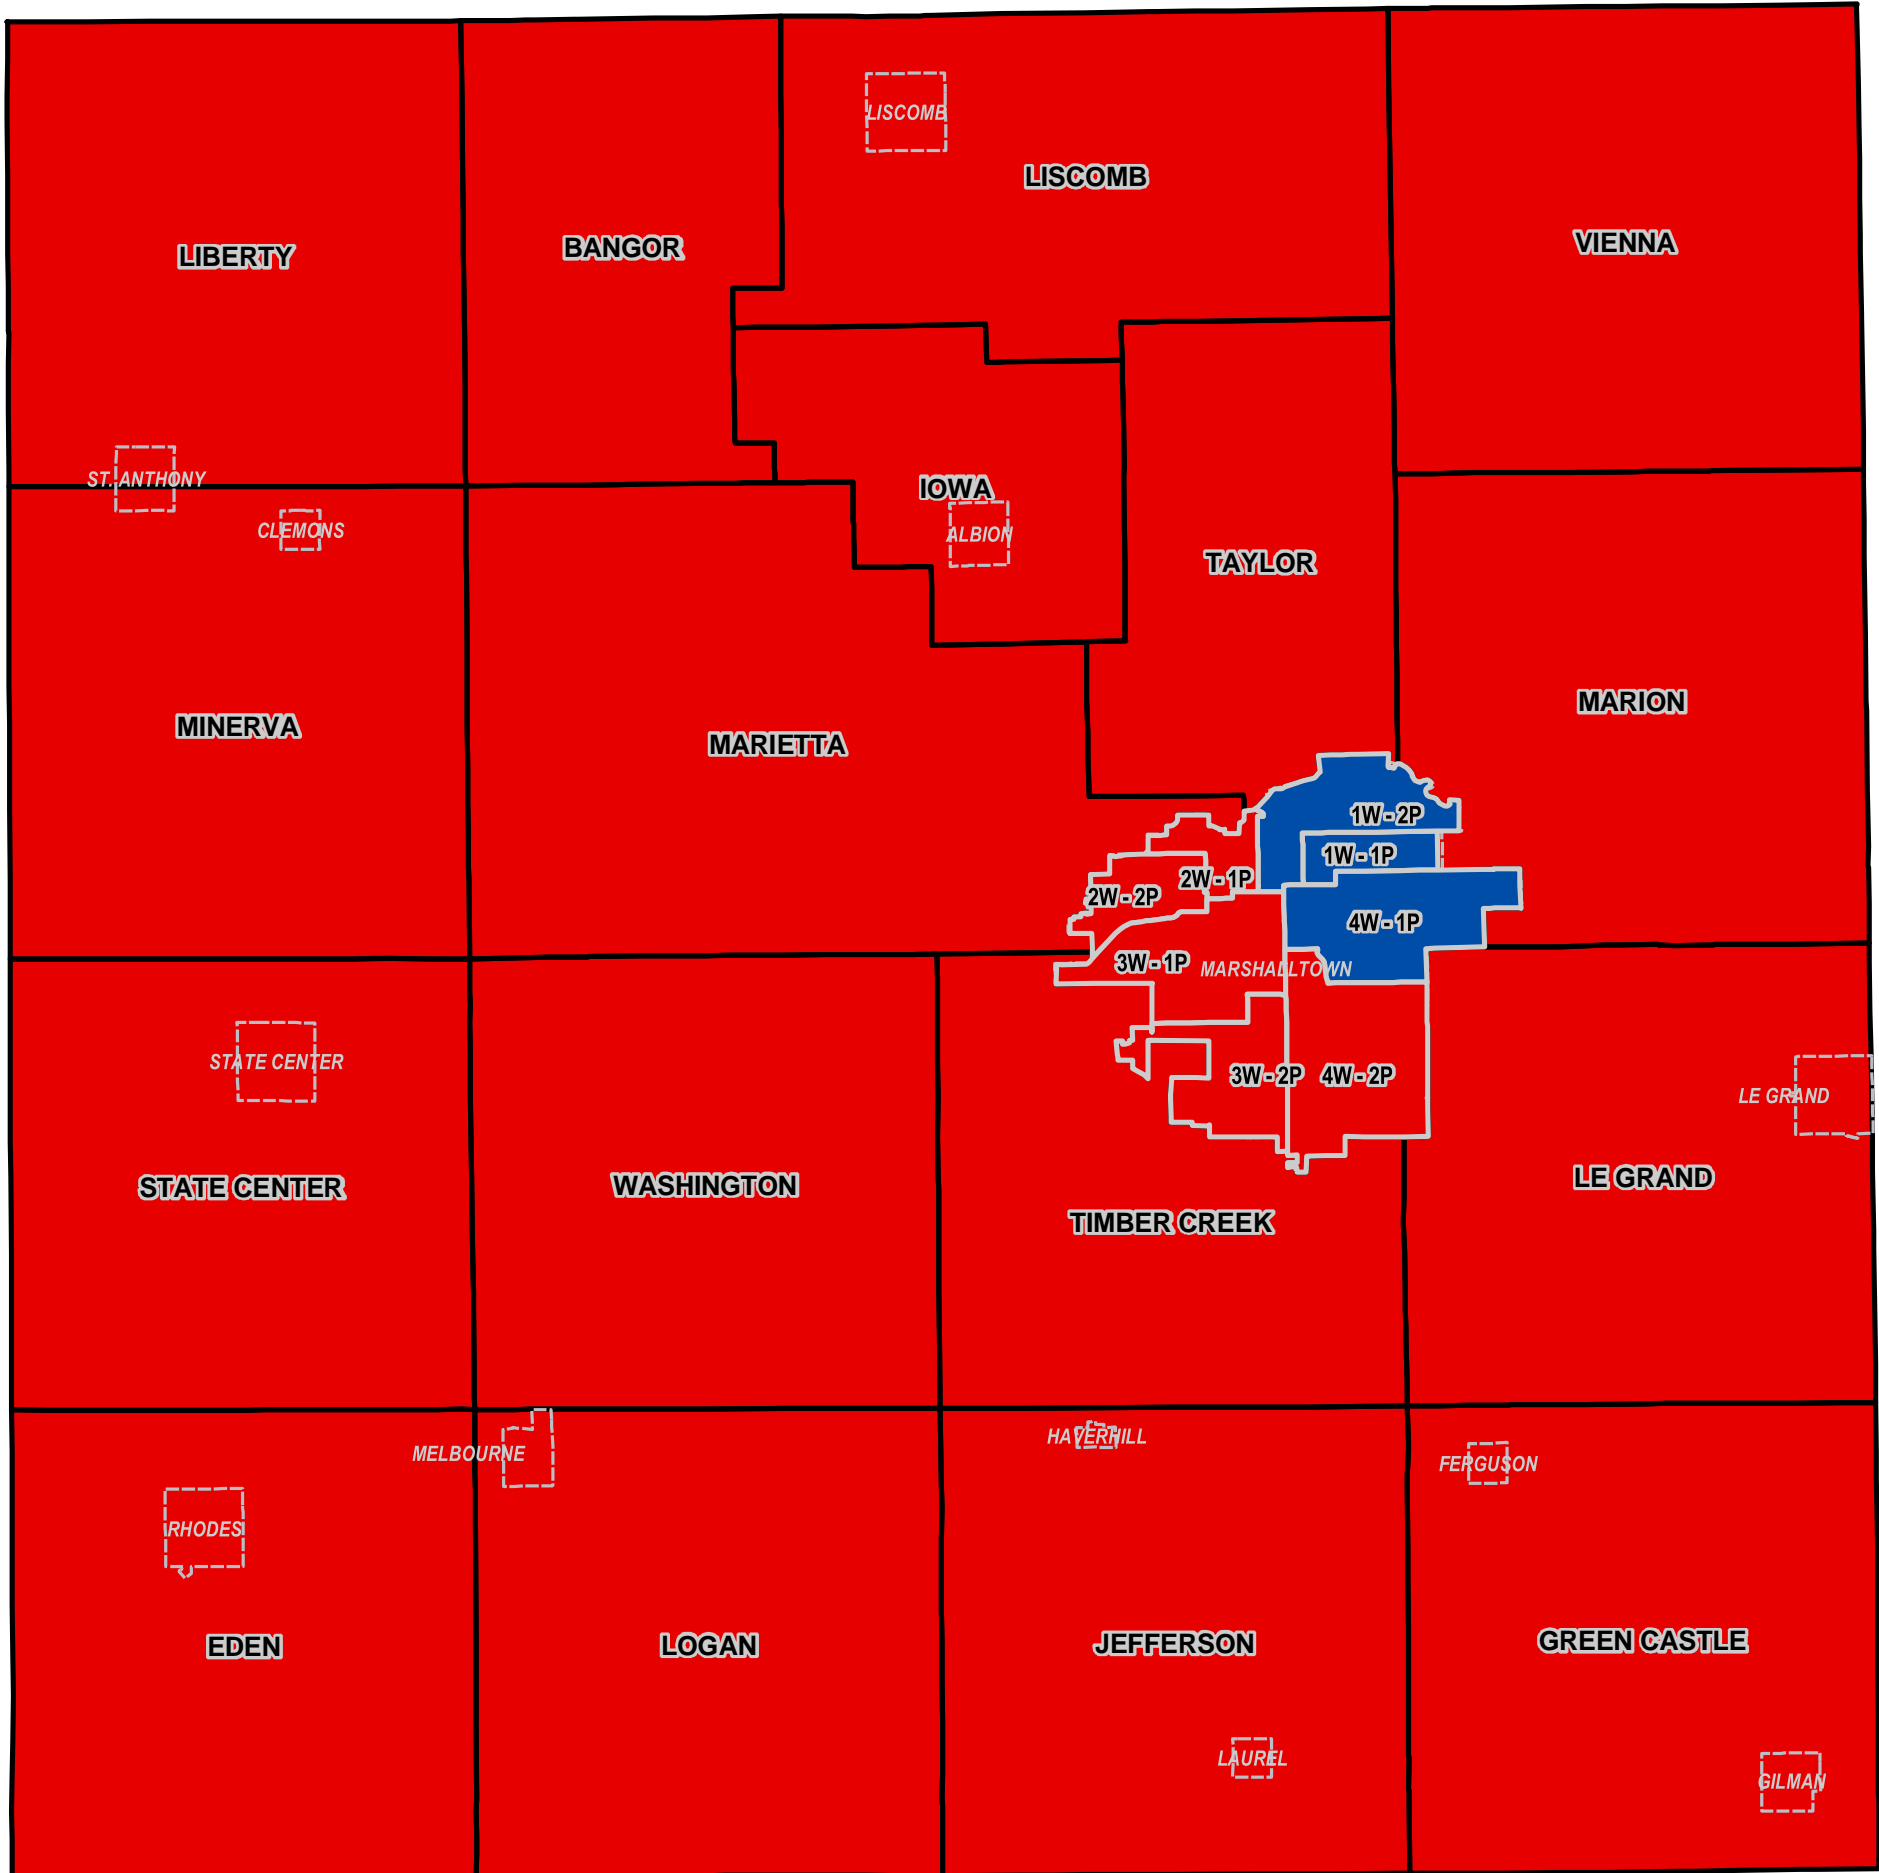 LISCOMB
LISCOMB
VIENNA
BANGOR
LIBERTY
ST. ANTHONY
IOWA
CLEMONS
ALBION
TAYLOR
MARION
MINERVA
MARIETTA
1W - 2P
1W - 1P
2W - 1P
2W - 2P
4W - 1P
3W - 1P
MARSHALLTOWN
STATE CENTER
3W - 2P
4W - 2P
LE GRAND
LE GRAND
STATE CENTER
WASHINGTON
TIMBER CREEK
HAVERHILL
MELBOURNE
FERGUSON
RHODES
EDEN
LOGAN
JEFFERSON
GREEN CASTLE
LAUREL
GILMAN